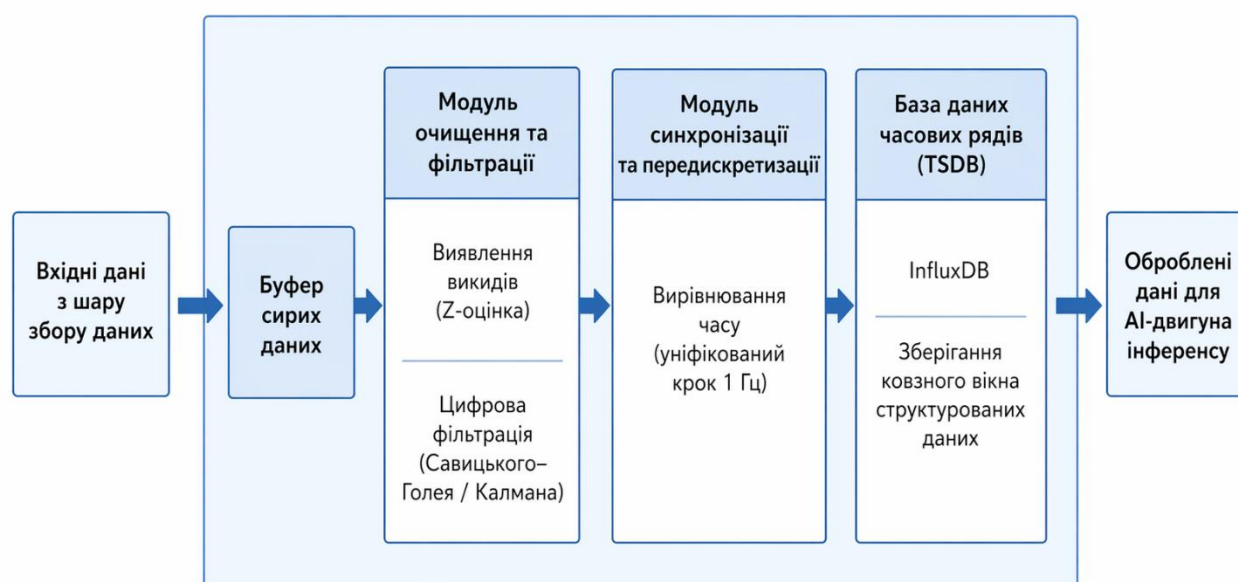 Вхідні дані
з шару
збору даних
Буфер
сирих
даних
Модуль
очищення та
фільтрації
Виявлення
викидів
(Z-оцінка)
Цифрова
фільтрація
(Савицького–
Голея / Калмана)
Модуль
синхронізації
та передискретизації
Вирівнювання
часу
(уніфікований
крок 1 Гц)
База даних
часових рядів
(TSDB)
InfluxDB
Зберігання
ковзного вікна
структурованих
даних
Оброблені
дані для
AI-двигуна
інференсу